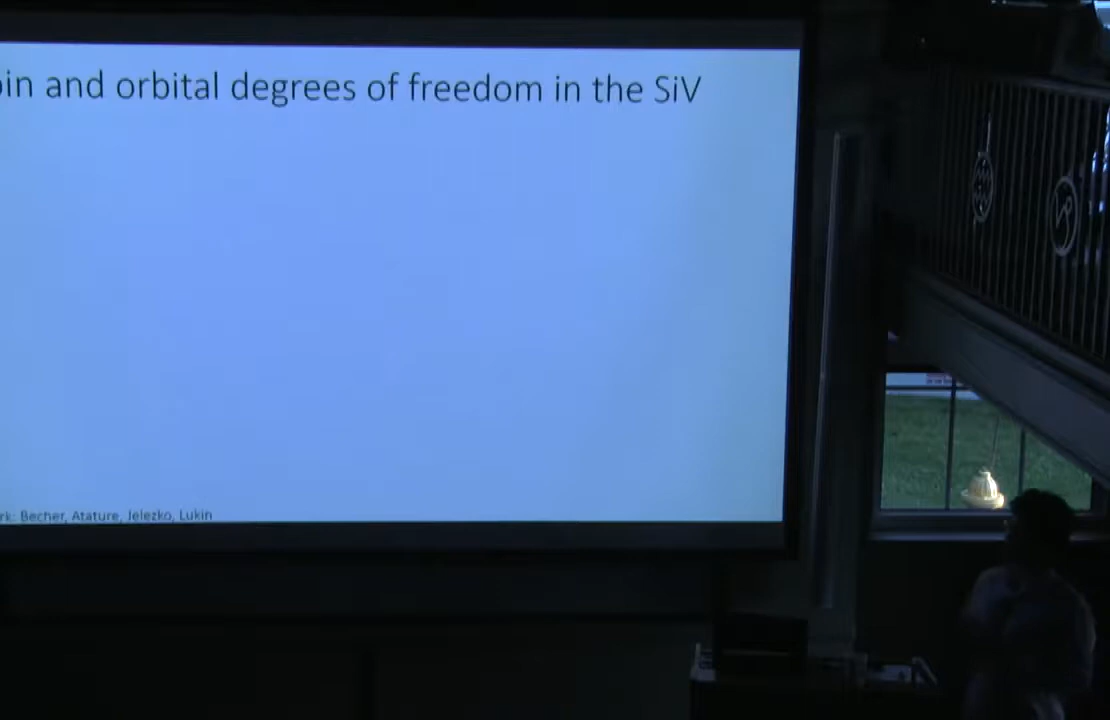 pin and orbital degrees of freedom in the SiV
rk: Becher, Atature, Jelezko, Lukin